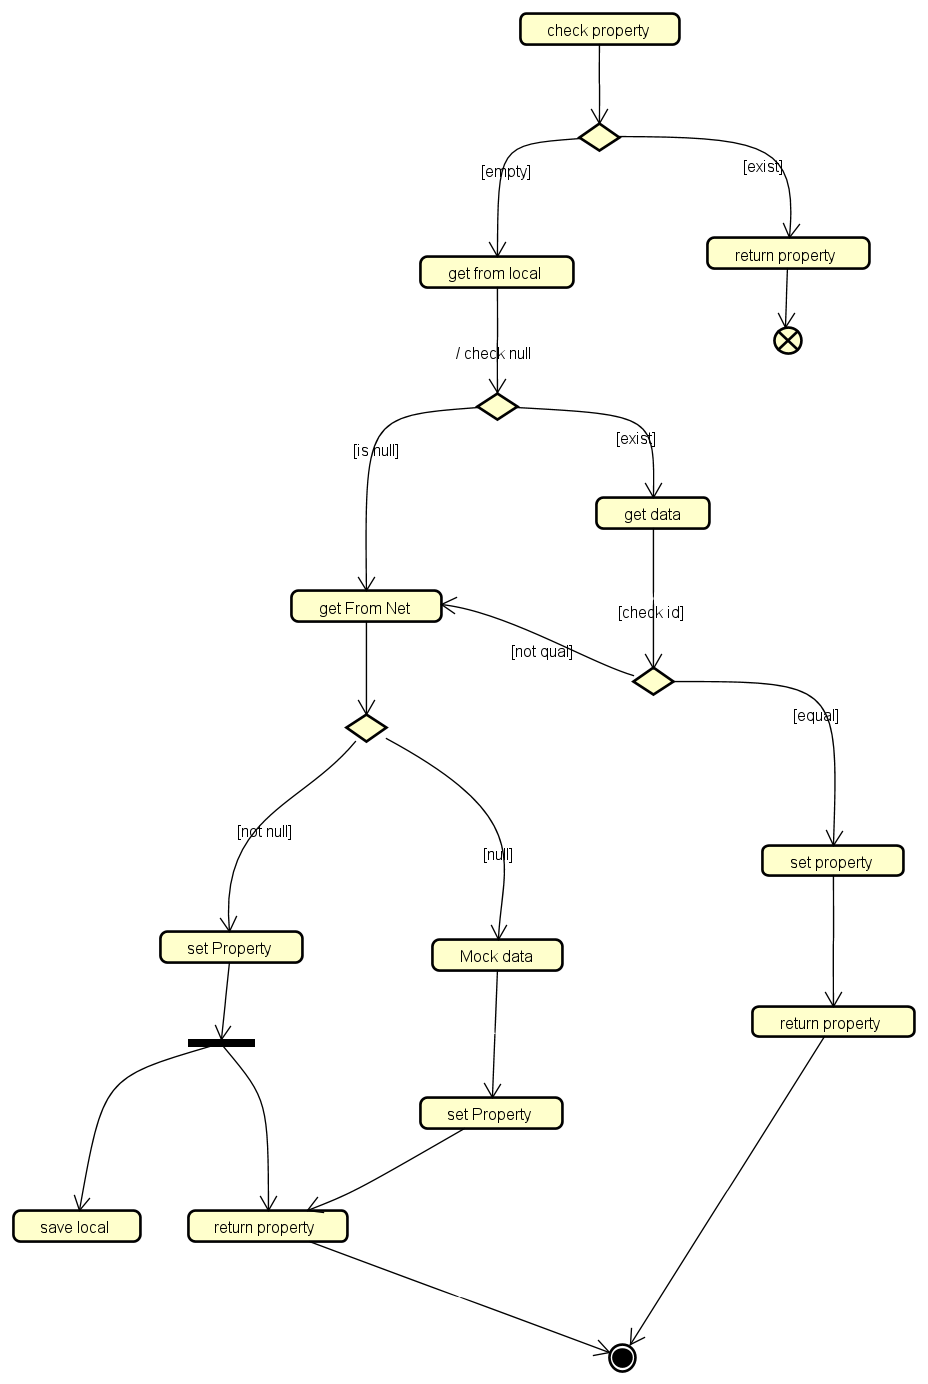 check property
[empty]
[exist]
return property
get from local
/ check null
[is null]
[exist]
get data
get From Net
[check id]
[not qual]
[equal]
[not null]
[null]
set property
set Property
Mock data
return property
set Property
save local
return property